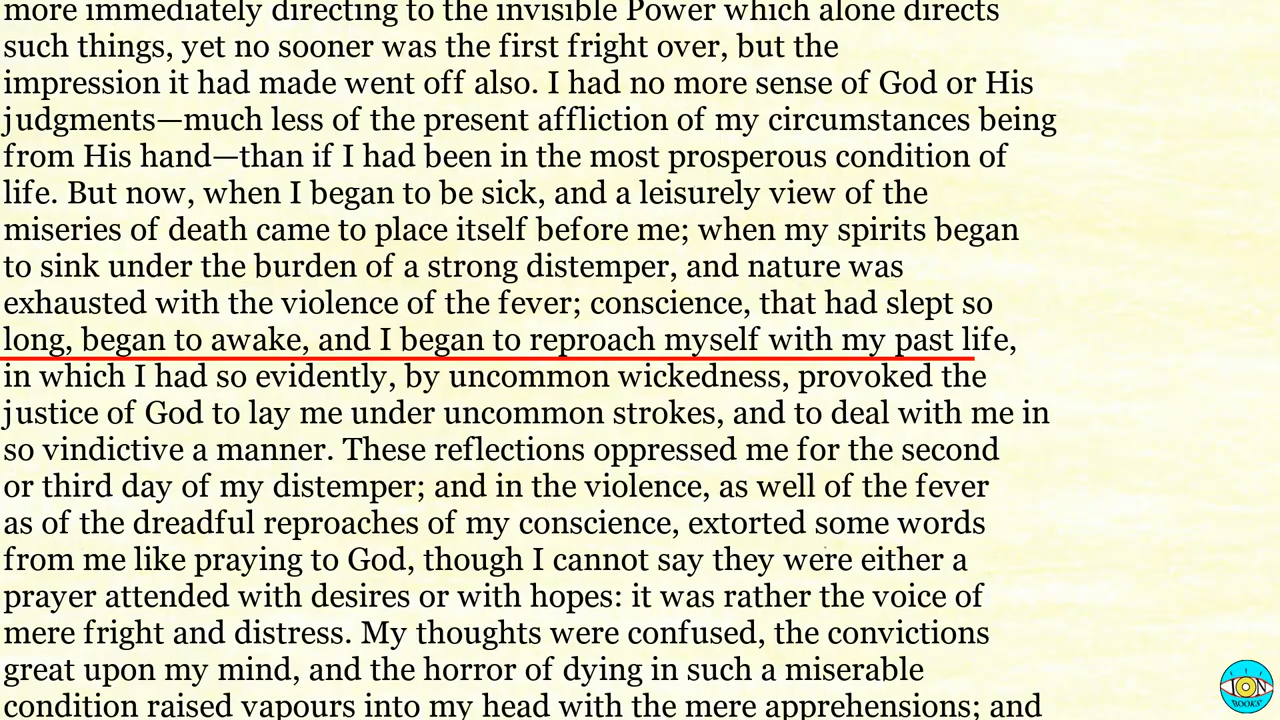 more immediately directing to the invisible Power which alone directs
such things, yet no sooner was the first fright over, but the
impression it had made went off also. I had no more sense of God or His
judgments—much less of the present affliction of my circumstances being
from His hand—than if I had been in the most prosperous condition of
life. But now, when I began to be sick, and a leisurely view of the
miseries of death came to place itself before me; when my spirits began
to sink under the burden of a strong distemper, and nature was
exhausted with the violence of the fever; conscience, that had slept so
long, began to awake, and I began to reproach myself with my past life,
in which I had so evidently, by uncommon wickedness, provoked the
justice of God to lay me under uncommon strokes, and to deal with me in
so vindictive a manner. These reflections oppressed me for the second
or third day of my distemper; and in the violence, as well of the fever
as of the dreadful reproaches of my conscience, extorted some words
from me like praying to God, though I cannot say they were either a
prayer attended with desires or with hopes: it was rather the voice of
mere fright and distress. My thoughts were confused, the convictions
great upon my mind, and the horror of dying in such a miserable
condition raised vapours into my head with the mere apprehensions; and
ION
BOOKS